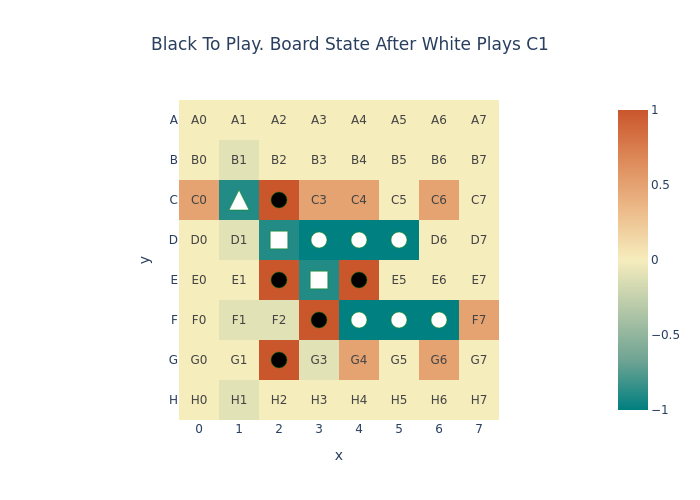 Black To Play. Board State After White Plays C1
A A0 A1 A2 A3 A4 A5 A6 A7
B B0 B1 B2 B3 B4 B5 B6 B7
C C0 C3 C4 C5 C6 C7
D D0 D1 D6 D7
E E0 E1 E5 E6 E7
F F0 F1 F2 F7
G G0 G1 G3 G4 G5 G6 G7
H H0 H1 H2 H3 H4 H5 H6 H7
0 1 2 3 4 5 6 7
x
y
1
0.5
0
−0.5
−1